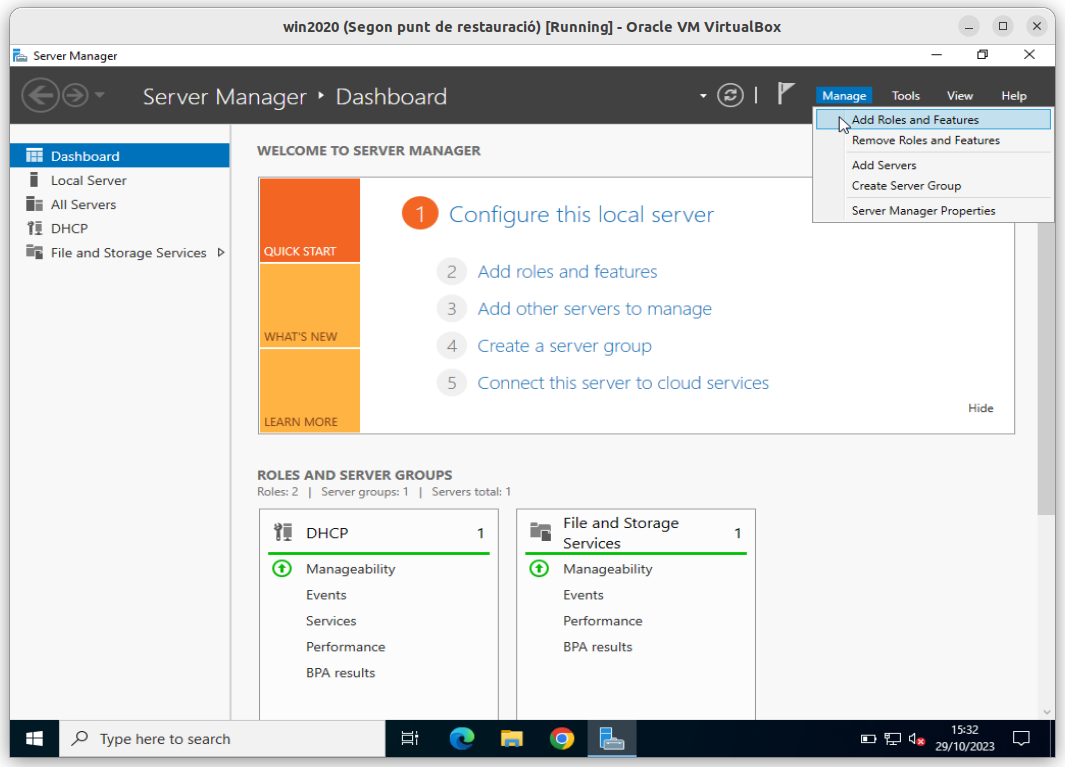 win2020 (Segon punt de restauració) [Running] - Oracle VM VirtualBox
Server Manager
Server Manager ‣ Dashboard
Manage Tools View Help
Add Roles and Features
Remove Roles and Features
Add Servers
Create Server Group
Server Manager Properties
Dashboard
Local Server
All Servers
DHCP
File and Storage Services
WELCOME TO SERVER MANAGER
QUICK START
WHAT'S NEW
LEARN MORE
1 Configure this local server
2 Add roles and features
3 Add other servers to manage
4 Create a server group
5 Connect this server to cloud services
Hide
ROLES AND SERVER GROUPS
Roles: 2 | Server groups: 1 | Servers total: 1
DHCP 1
Manageability
Events
Services
Performance
BPA results
File and Storage
Services 1
Manageability
Events
Performance
BPA results
Type here to search
15:32
29/10/2023